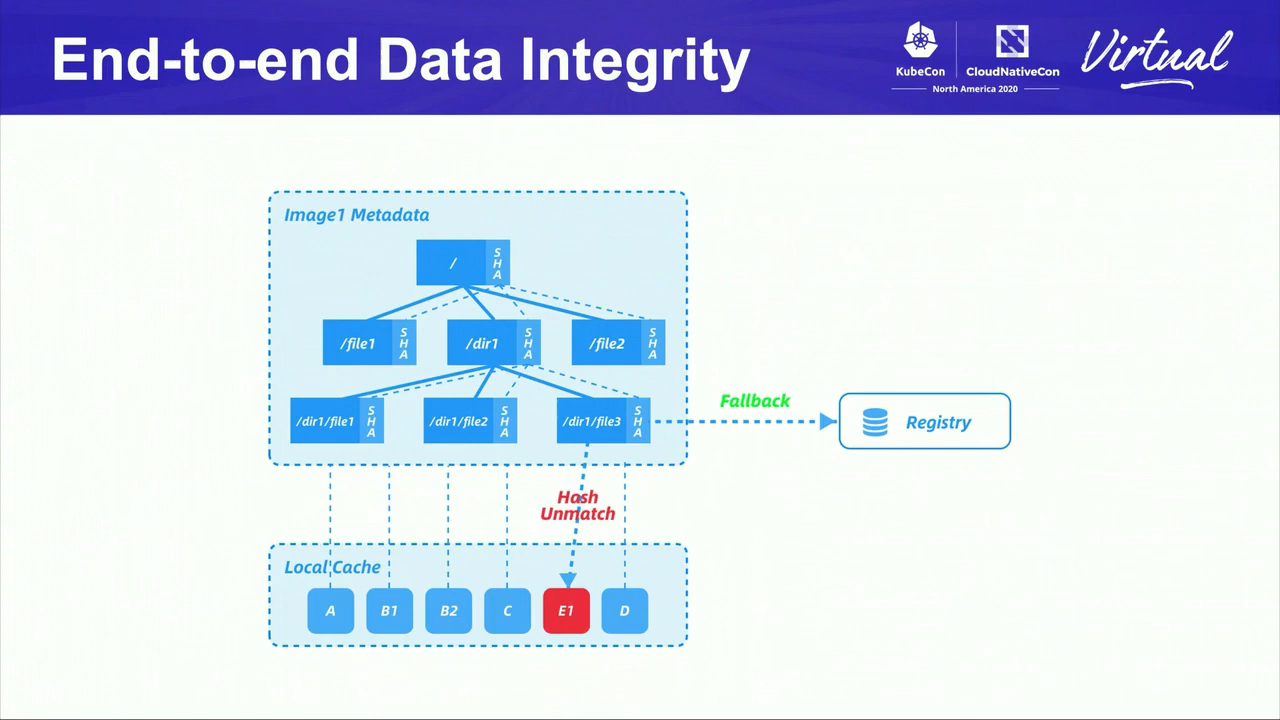 End-to-end Data Integrity
KubeCon
CloudNativeCon
North America 2020
Virtual
Image1 Metadata
/
SHA
/file1
SHA
/dir1
SHA
/file2
SHA
/dir1/file1
SHA
/dir1/file2
SHA
/dir1/file3
SHA
Fallback
Registry
Hash
Unmatch
Local Cache
A
B1
B2
C
E1
D